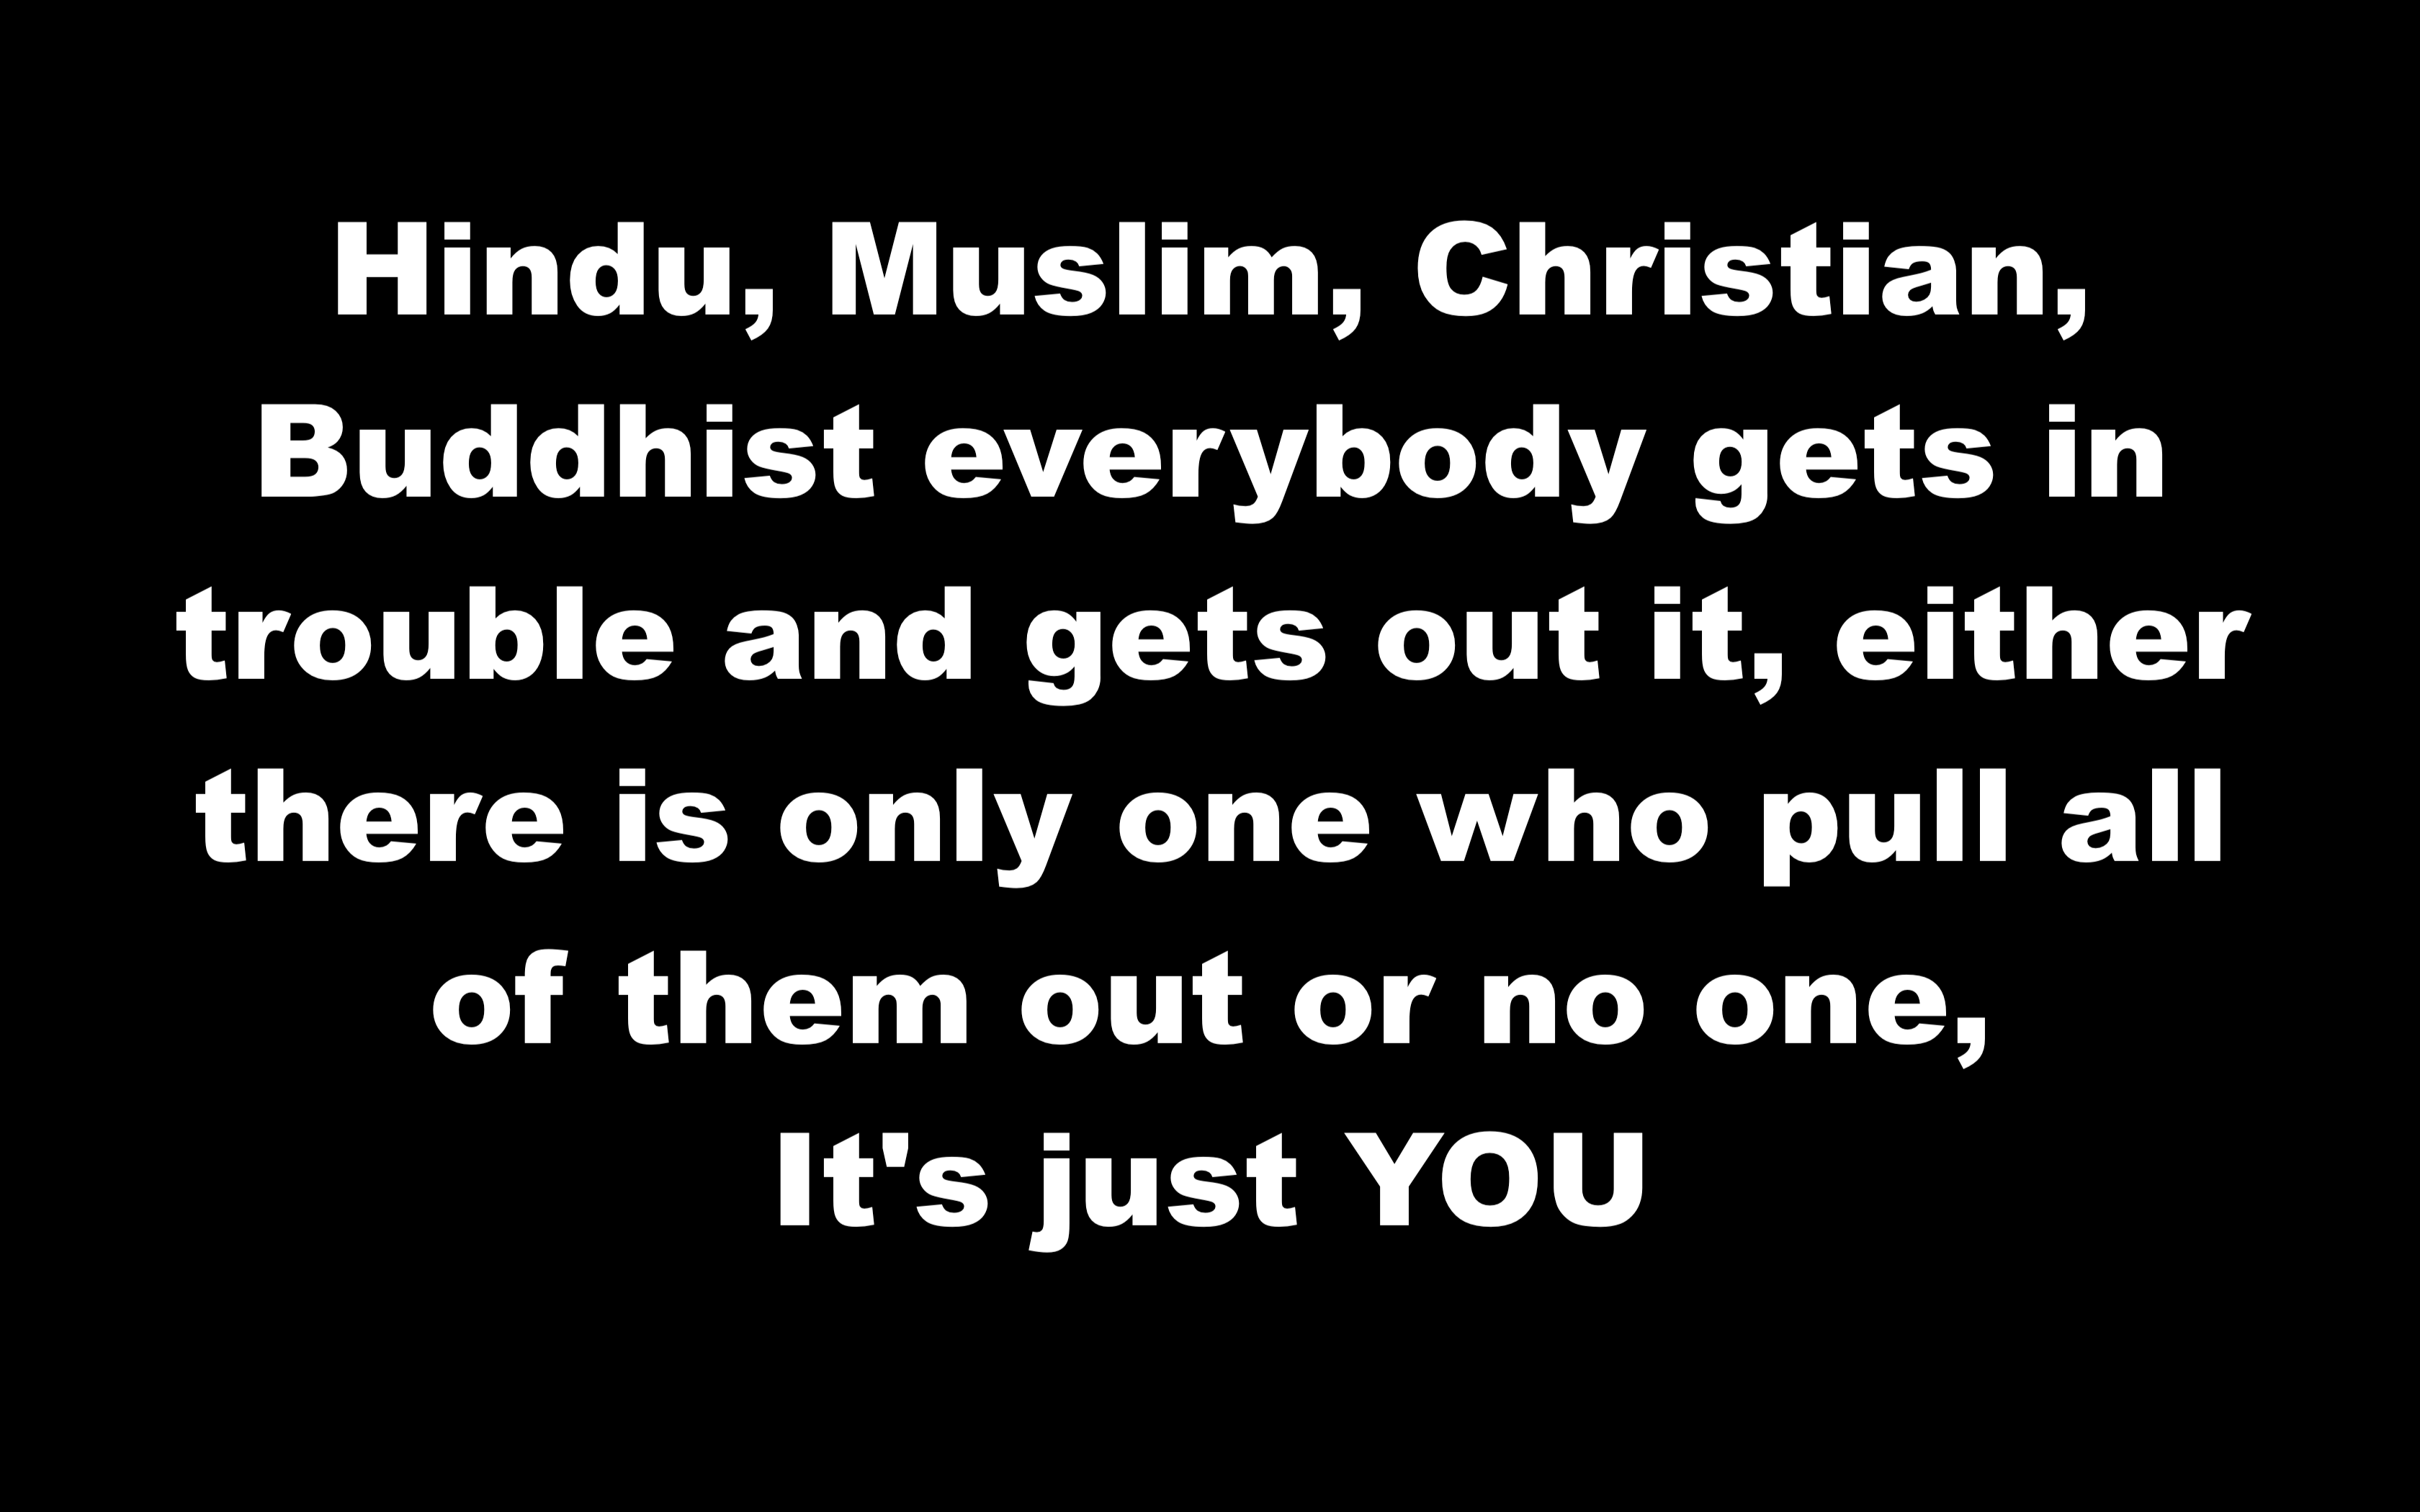 Hindu, Muslim, Christian,
Buddhist everybody gets in
trouble and gets out it, either
there is only one who pull all
of them out or no one,
It's just YOU